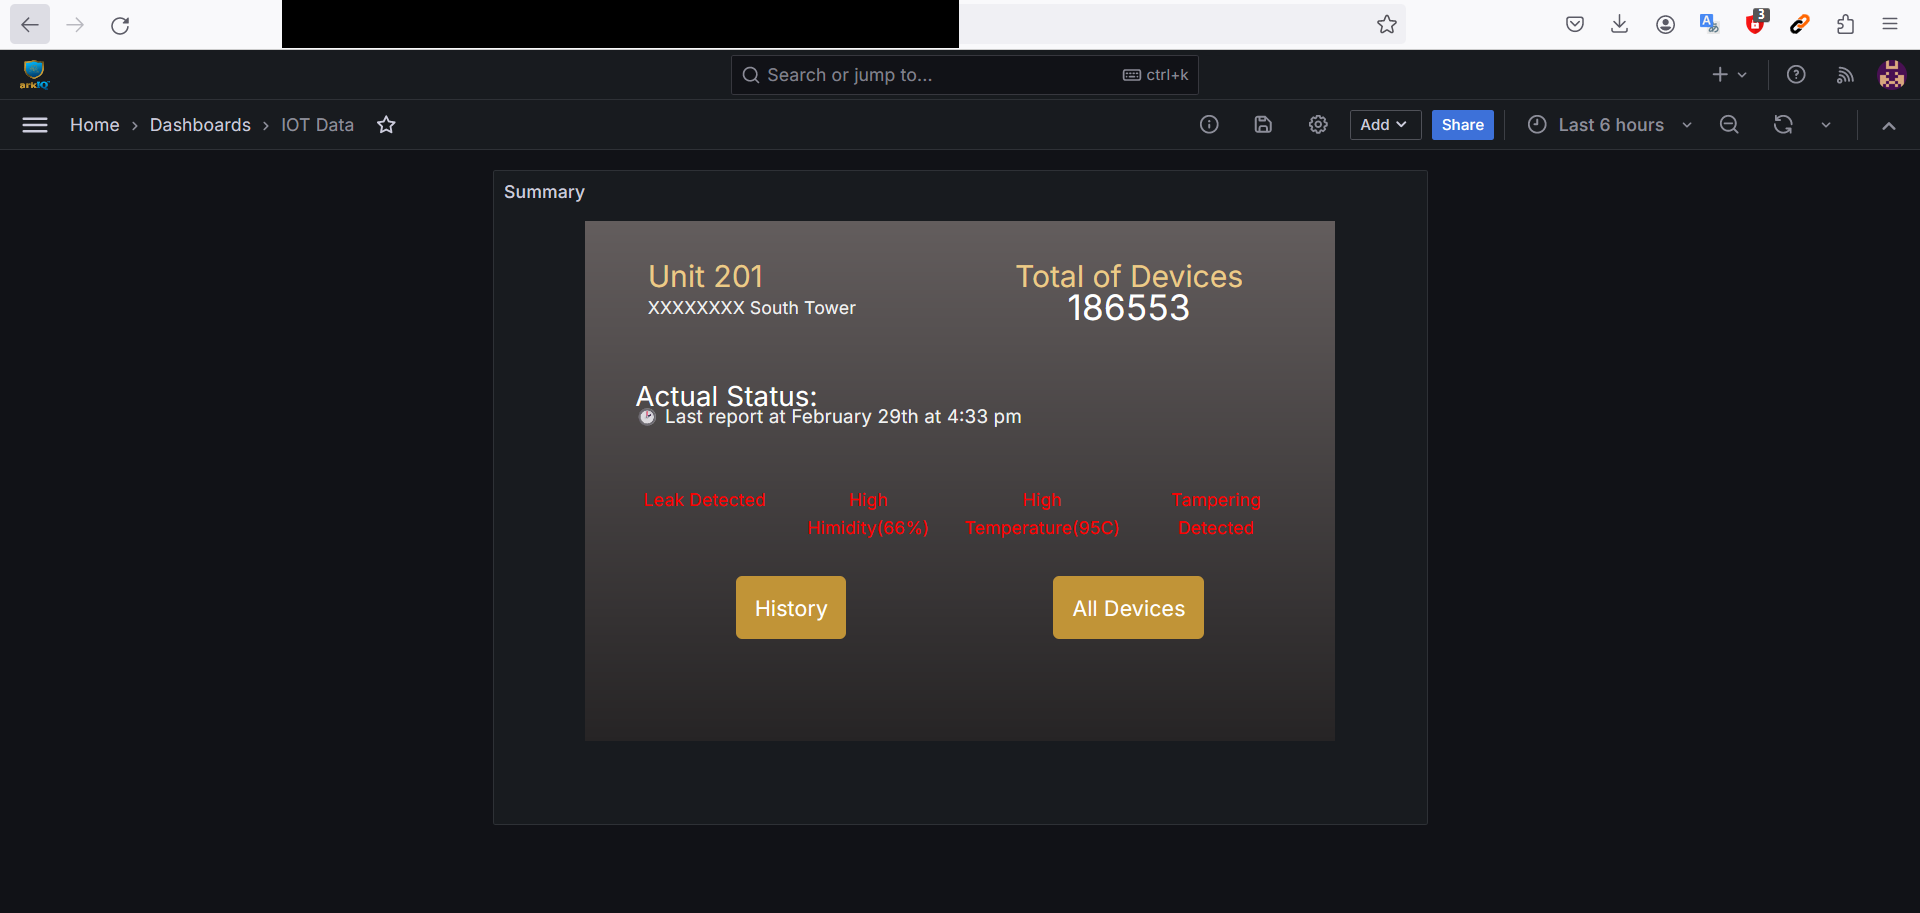 3
arkIQ
Search or jump to...
ctrl+k
Home › Dashboards › IOT Data
Add
Share
Last 6 hours
Summary
Unit 201
XXXXXXXX South Tower
Total of Devices
186553
Actual Status:
Last report at February 29th at 4:33 pm
Leak Detected
High
Himidity(66%)
High
Temperature(95C)
Tampering
Detected
History
All Devices